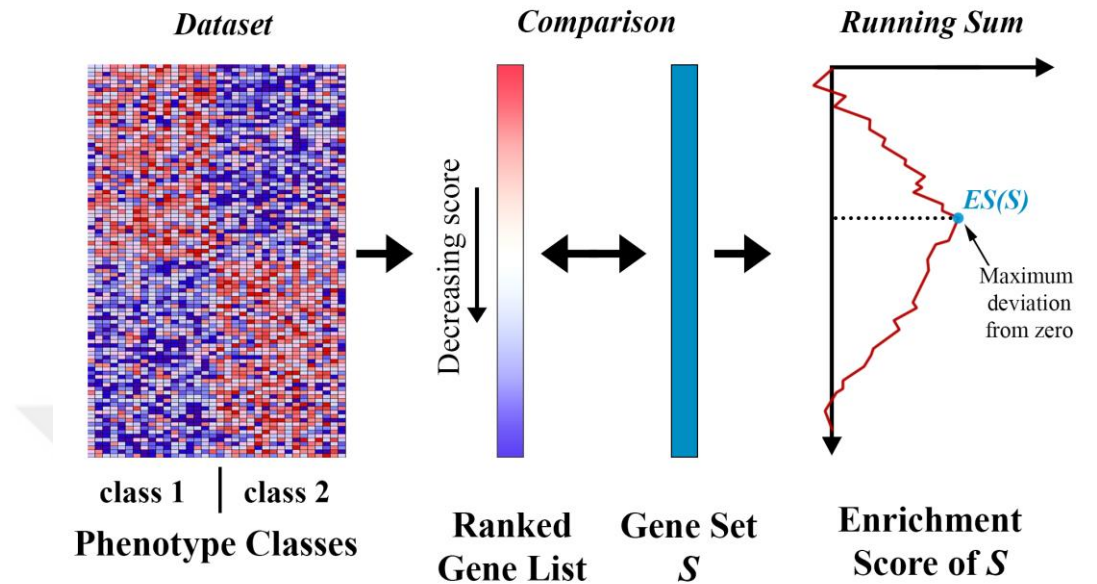 Dataset
Comparison
Running Sum
Decreasing score
ES(S)
Maximum
deviation
from zero
class 1
class 2
Phenotype Classes
Ranked
Gene List
Gene Set
S
Enrichment
Score of S